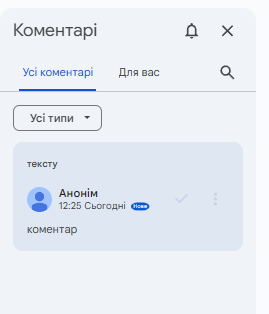 Коментарі
Усі коментарі Для вас
Усі типи
тексту
Анонім
12:25 Сьогодні Нове
коментар